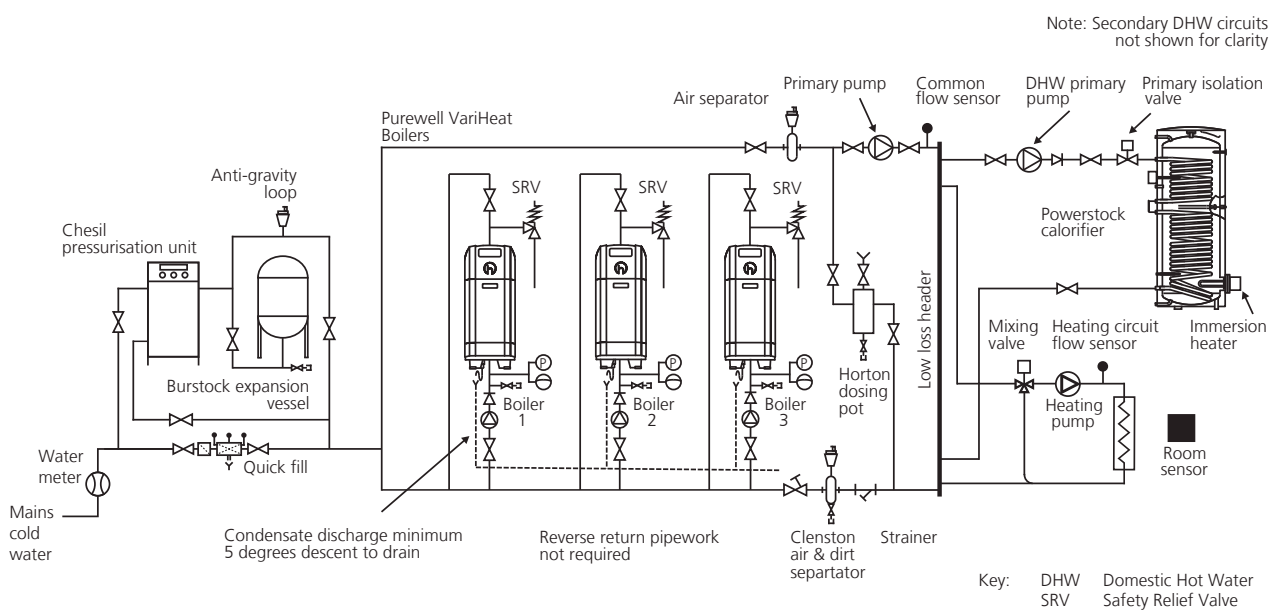 Note: Secondary DHW circuits
not shown for clarity
Air separator
Primary pump
Common
flow sensor
DHW primary
pump
Primary isolation
valve
Purewell VariHeat
Boilers
Anti-gravity
loop
Chesil
pressurisation unit
SRV
SRV
SRV
Powerstock
calorifier
Low loss header
Mixing
valve
Heating circuit
flow sensor
Immersion
heater
Burstock expansion
vessel
P
P
P
Horton
dosing
pot
Boiler
1
Boiler
2
Boiler
3
Heating
pump
Room
sensor
Water
meter
Quick fill
Mains
cold
water
Condensate discharge minimum
5 degrees descent to drain
Reverse return pipework
not required
Clenston
air & dirt
separtator
Strainer
Key: DHW Domestic Hot Water
SRV Safety Relief Valve